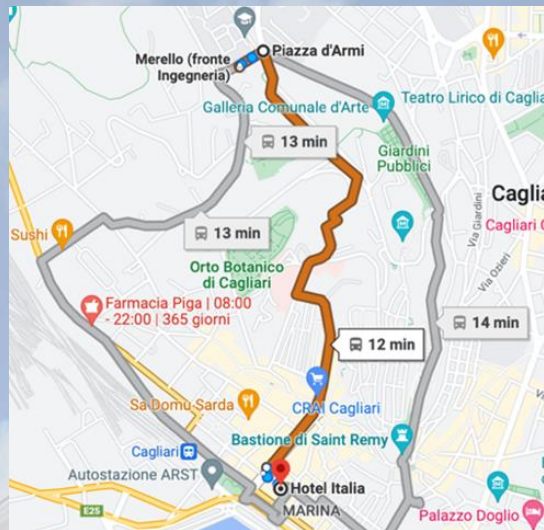 Merello (fronte
Ingegneria)
Piazza d'Armi
Galleria Comunale d'Arte
Teatro Lirico di Caglia
Giardini
Pubblici
13 min
Cagliar
Cagliari C
Via Giardini
Via Ozieri
Sushi
13 min
Orto Botanico
di Cagliari
Farmacia Piga | 08:00
- 22:00 | 365 giorni
14 min
12 min
CRAI Cagliari
Sa Domu Sarda
Bastione di Saint Remy
Cagliari
Autostazione ARST
Hotel Italia
MARINA
E25
Palazzo Doglio